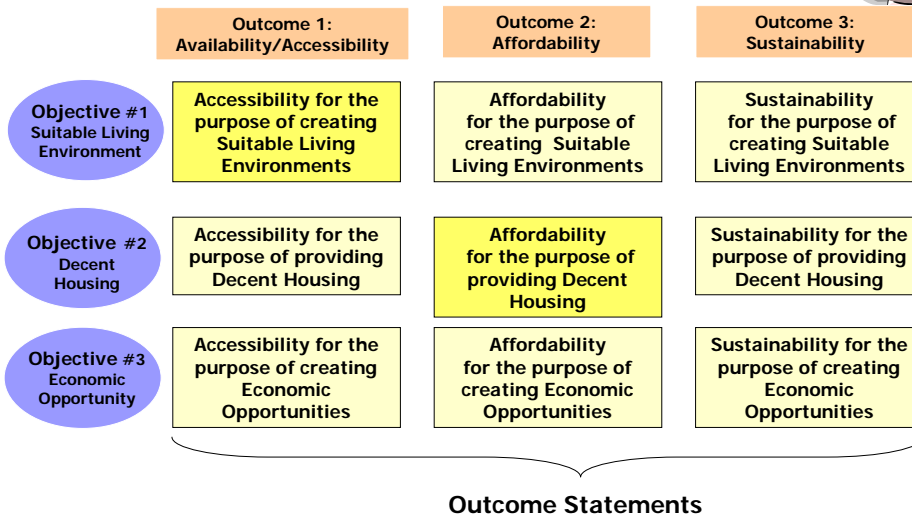 Outcome 1:
Availability/Accessibility
Outcome 2:
Affordability
Outcome 3:
Sustainability
Objective #1
Suitable Living
Environment
Accessibility for the
purpose of creating
Suitable Living
Environments
Affordability
for the purpose of
creating Suitable
Living Environments
Sustainability
for the purpose of
creating Suitable
Living Environments
Objective #2
Decent
Housing
Accessibility for the
purpose of providing
Decent Housing
Affordability
for the purpose of
providing Decent
Housing
Sustainability for the
purpose of providing
Decent Housing
Objective #3
Economic
Opportunity
Accessibility for the
purpose of creating
Economic
Opportunities
Affordability
for the purpose of
creating Economic
Opportunities
Sustainability for the
purpose of creating
Economic
Opportunities
Outcome Statements